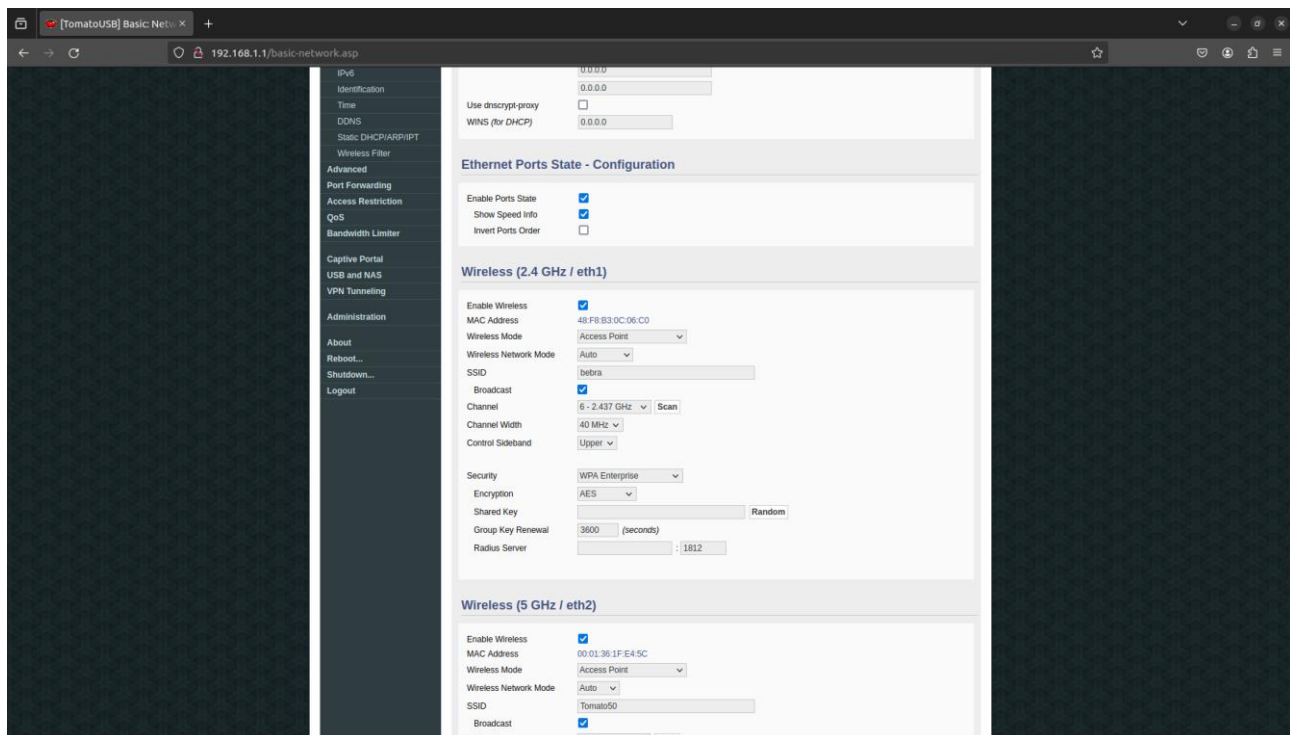 [TomatoUSB] Basic: Netw
192.168.1.1/basic-network.asp
IPv6
Identification
Time
DDNS
Static DHCP/ARP/IPT
Wireless Filter
Advanced
Port Forwarding
Access Restriction
QoS
Bandwidth Limiter
Captive Portal
USB and NAS
VPN Tunneling
Administration
About
Reboot...
Shutdown...
Logout
0.0.0.0
0.0.0.0
Use dnscrypt-proxy
WINS (for DHCP) 0.0.0.0
Ethernet Ports State - Configuration
Enable Ports State
Show Speed Info
Invert Ports Order
Wireless (2.4 GHz / eth1)
Enable Wireless
MAC Address 48:F8:B3:0C:06:C0
Wireless Mode Access Point
Wireless Network Mode Auto
SSID bebra
Broadcast
Channel 6 - 2.437 GHz Scan
Channel Width 40 MHz
Control Sideband Upper
Security WPA Enterprise
Encryption AES
Shared Key Random
Group Key Renewal 3600 (seconds)
Radius Server : 1812
Wireless (5 GHz / eth2)
Enable Wireless
MAC Address 00:01:36:1F:E4:5C
Wireless Mode Access Point
Wireless Network Mode Auto
SSID Tomato50
Broadcast